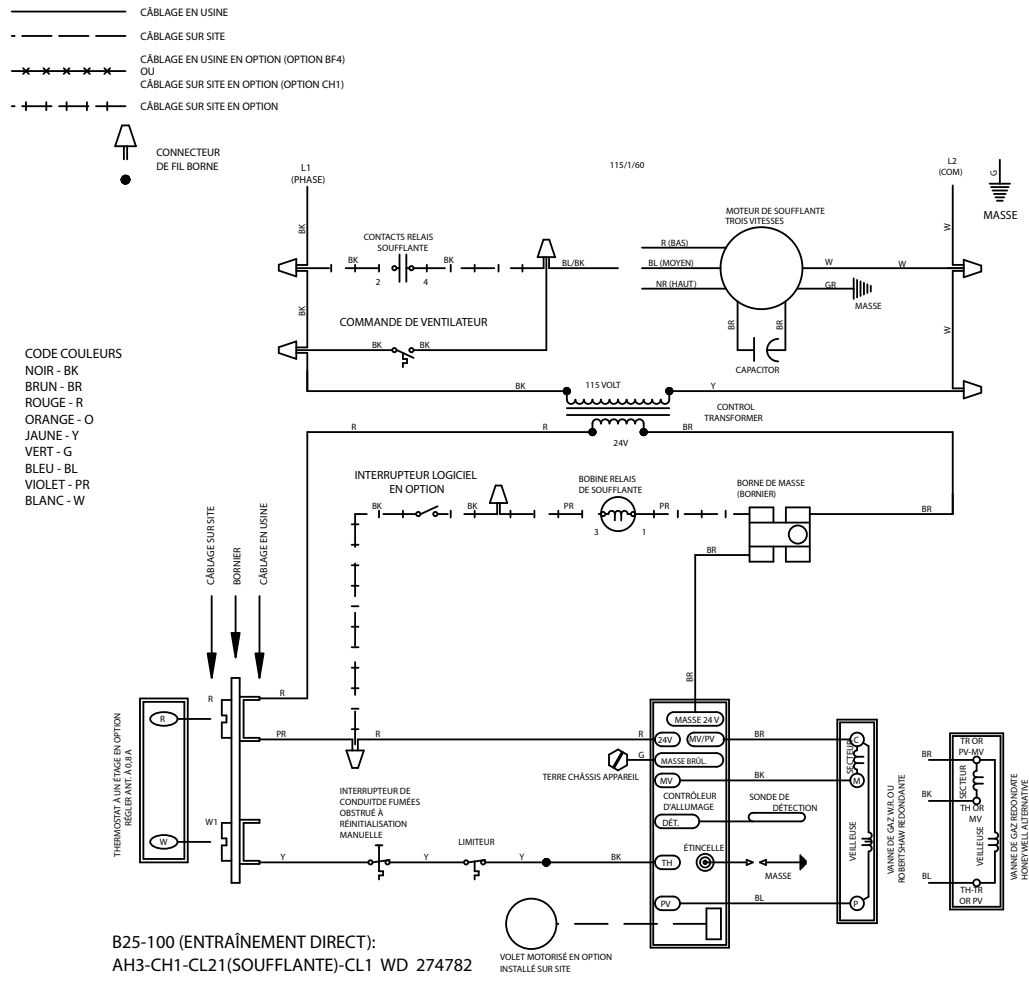 CÂBLAGE EN USINE
CÂBLAGE SUR SITE
CÂBLAGE EN USINE EN OPTION (OPTION BF4)
OU
CÂBLAGE SUR SITE EN OPTION (OPTION CH1)
CÂBLAGE SUR SITE EN OPTION
CONNECTEUR
DE FIL BORNE
L1
(PHASE)
115/1/60
L2
(COM)
G
MASSE
BK
CONTACTS RELAIS
SOUFFLANTE
BK
BK
2
4
BL/BK
MOTEUR DE SOUFFLANTE
TROIS VITESSES
R (BAS)
BL (MOYEN)
NR (HAUT)
W
W
W
GR
MASSE
BK
COMMANDE DE VENTILATEUR
BK
BK
BR
BR
CAPACITOR
W
CODE COULEURS
NOIR - BK
BRUN - BR
ROUGE - R
ORANGE - O
JAUNE - Y
VERT - G
BLEU - BL
VIOLET - PR
BLANC - W
BK
115 VOLT
Y
CONTROL
TRANSFORMER
R
R
24V
BR
INTERRUPTEUR LOGICIEL
EN OPTION
BK
BK
BOBINE RELAIS
DE SOUFFLANTE
PR
PR
3
1
BORNE DE MASSE
(BORNIER)
BR
BR
BR
CÂBLAGE SUR SITE
BORNIER
CÂBLAGE EN USINE
THERMOSTAT À UN ÉTAGE EN OPTION
RÉGLER ANT. À 0,8 A
R
W
R
W1
R
PR
R
Y
INTERRUPTEUR DE
CONDUITDE FUMÉES
OBSTRUÉ À
RÉINITIALISATION
MANUELLE
Y
LIMITEUR
Y
BK
TERRE CHÂSSIS APPAREIL
R
G
MASSE 24 V
24V
MV/PV
MASSE BRÛL.
MV
CONTRÔLEUR
D'ALLUMAGE
DÉT.
ÉTINCELLE
TH
PV
BR
BK
SONDE DE
DÉTECTION
MASSE
BL
C
SECTEUR
M
VEILLEUSE
P
VANNE DE GAZ W.R. OU
ROBERTSHAW REDONDANTE
BR
BK
BL
TR OR
PV-MV
SECTEUR
TH OR
MV
VEILLEUSE
TH-TR
OR PV
VANNE DE GAZ REDONDATE
HONEYWELL ALTERNATIVE
VOLET MOTORISÉ EN OPTION
INSTALLÉ SUR SITE
B25-100 (ENTRAÎNEMENT DIRECT):
AH3-CH1-CL21(SOUFFLANTE)-CL1 WD 274782